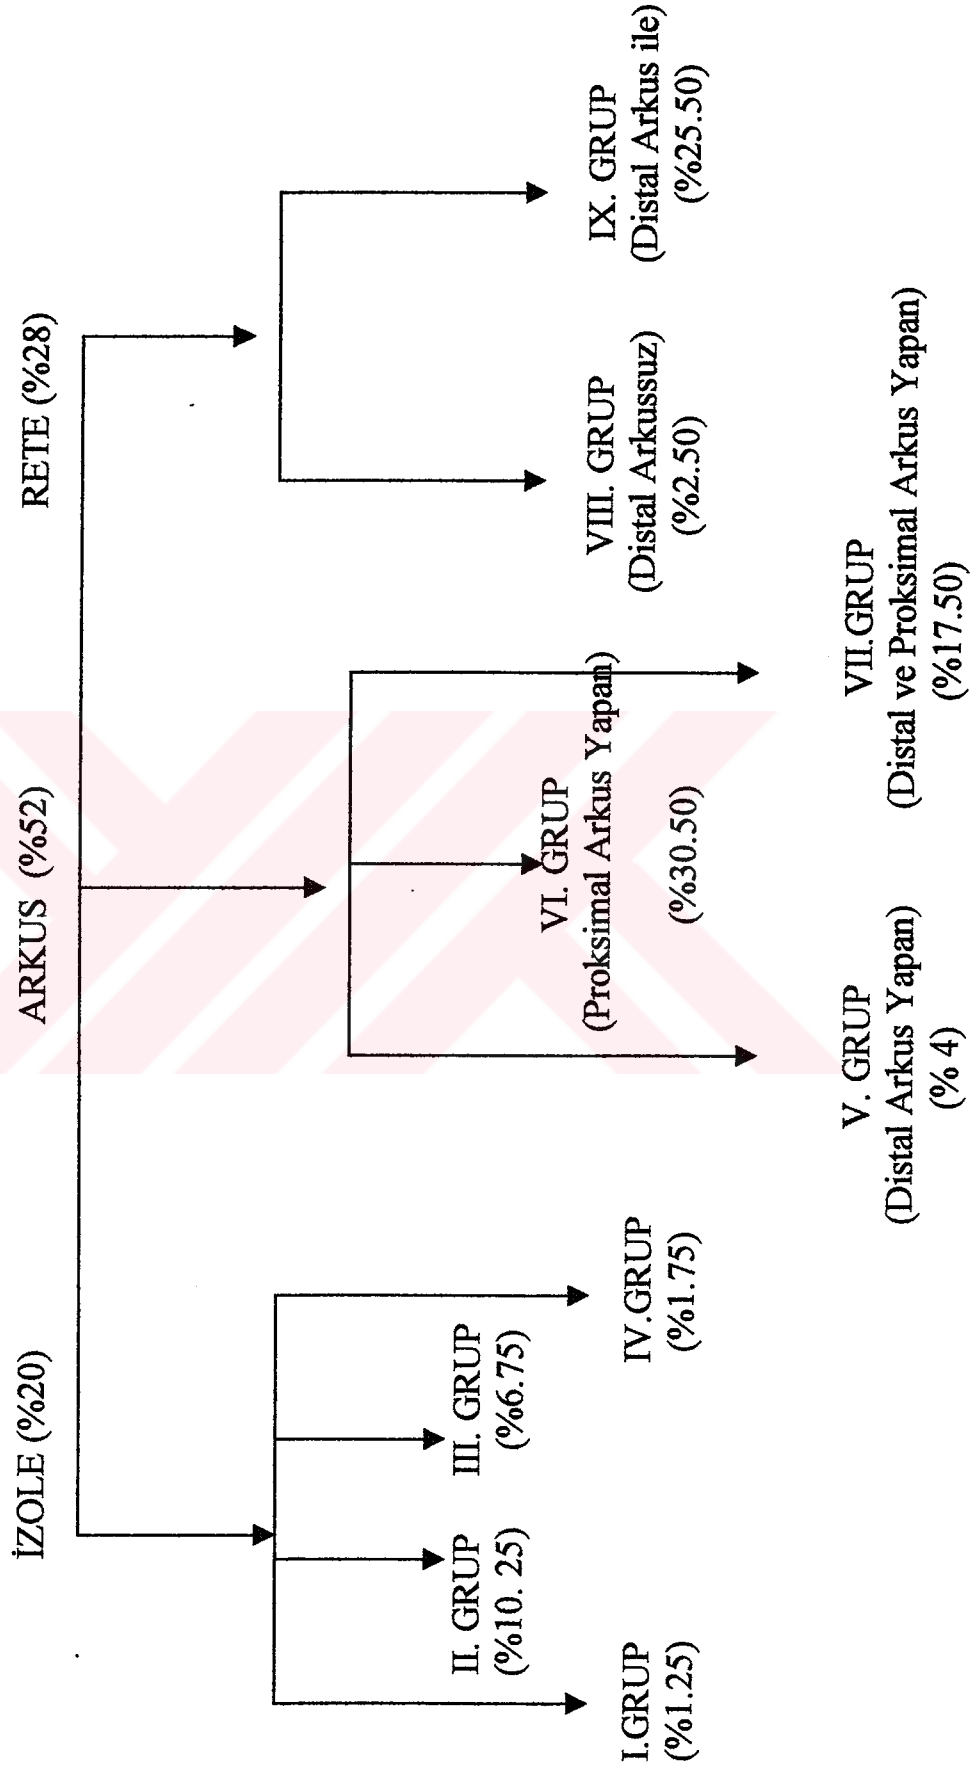 İZOLE (%20)
ARKUS (%52)
RETE (%28)
I.GRUP
(%1.25)
II. GRUP
(%10. 25)
III. GRUP
(%6.75)
IV.GRUP
(%1.75)
V. GRUP
(Distal Arkus Yapan)
(% 4)
VI. GRUP
(Proksimal Arkus Yapan)
(%30.50)
VII.GRUP
(Distal ve Proksimal Arkus Yapan)
(%17.50)
VIII. GRUP
(Distal Arkussuz)
(%2.50)
IX. GRUP
(Distal Arkus ile)
(%25.50)